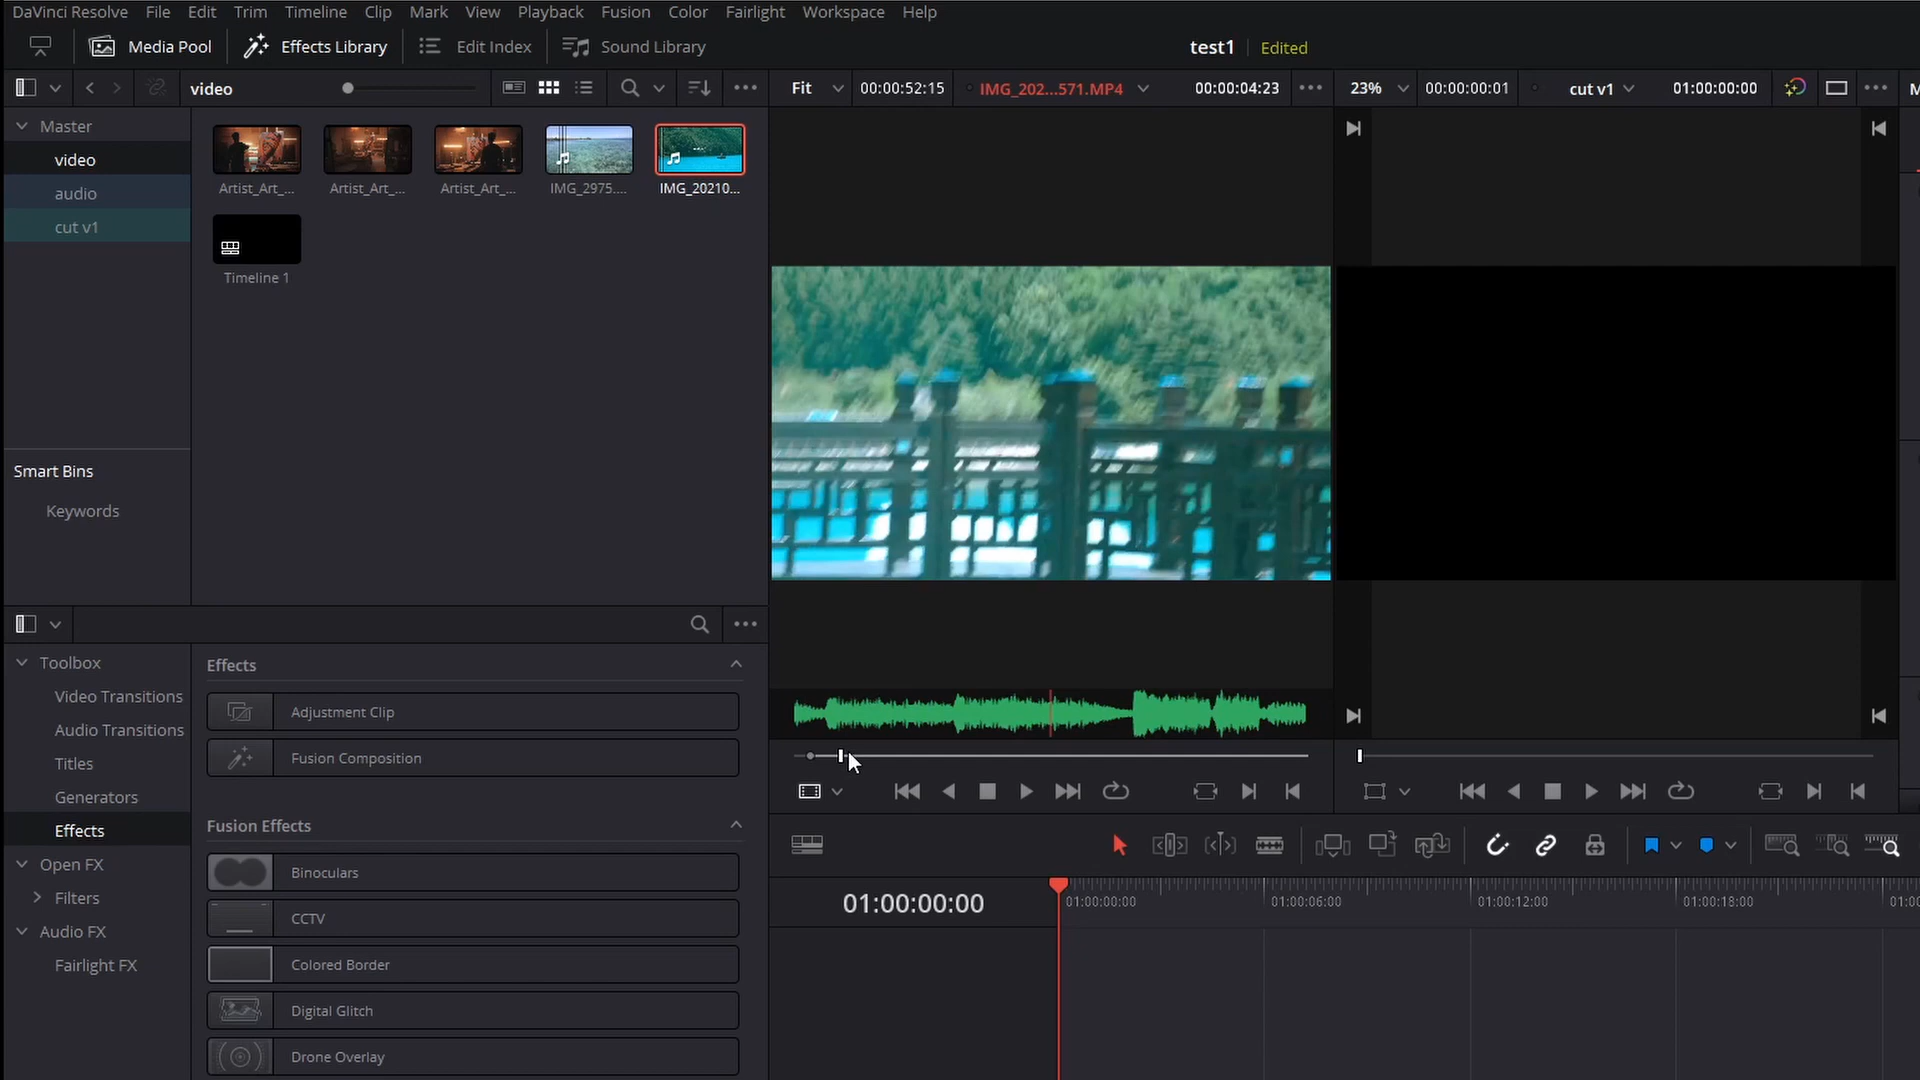 DaVinci Resolve File Edit Trim Timeline Clip Mark View Playback Fusion Color Fairlight Workspace Help
Media Pool Effects Library Edit Index Sound Library test1 Edited
video Fit 00:00:52:15 IMG_202...571.MP4 00:00:04:23 23% 00:00:00:01 cut v1 01:00:00:00 M
Master
video
audio
cut v1
Artist_Art_... Artist_Art_... Artist_Art_... IMG_2975.... IMG_20210...
Timeline 1
Smart Bins
Keywords
Toolbox
Video Transitions
Audio Transitions
Titles
Generators
Effects
Open FX
Filters
Audio FX
Fairlight FX
Effects
Adjustment Clip
Fusion Composition
Fusion Effects
Binoculars
CCTV
Colored Border
Digital Glitch
Drone Overlay
01:00:00:00
01:00:00:00 01:00:06:00 01:00:12:00 01:00:18:00 01:00